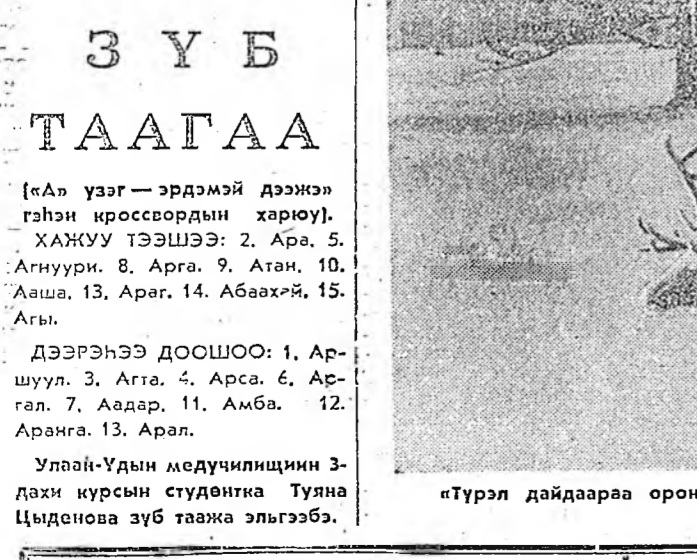 ЗҮБ
ТААГАА
(«А» үзэг — эрдэмэй дээжэ»
гэһэн кроссвордын харюу).
ХАЖУУ ТЭЭШЭЭ: 2. Ара. 5.
Агнуури. 8. Арга. 9. Атан. 10.
Ааша. 13. Араг. 14. Абаахай. 15.
Агы.
ДЭЭРЭҺЭЭ ДООШОО: 1. Ар-
шуул. 3. Агта. 4. Арса. 6. Ар-
гал. 7. Аадар. 11. Амба. 12.
Аранга. 13. Арал.
Улаан-Удын медучилищиин 3-
дахи курсын студентка Туяна
Цыденова зүб таажа эльгээбэ.
«Түрэл дайдаараа орон